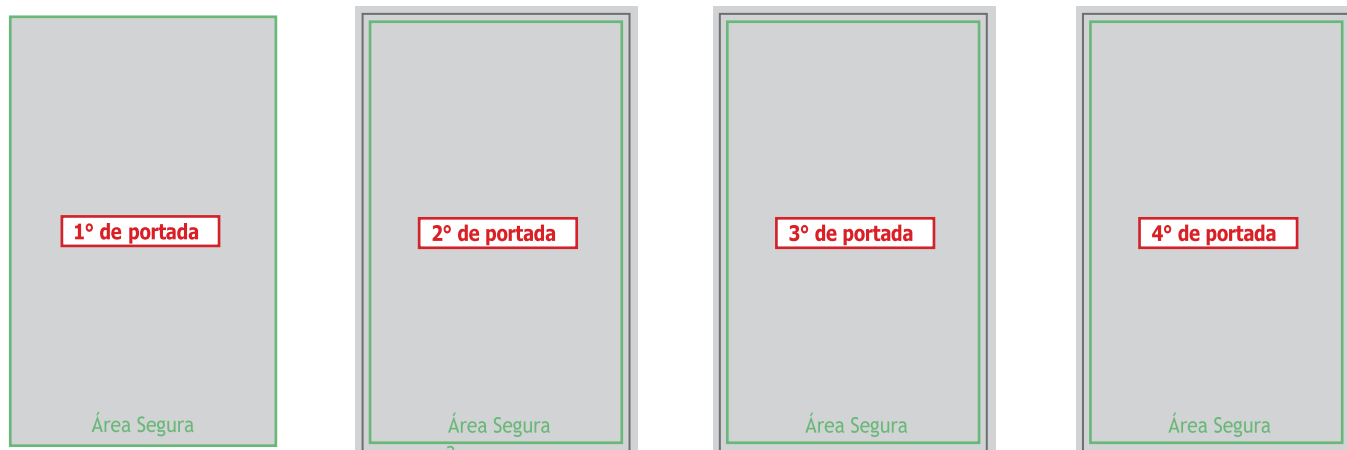 1° de portada
2° de portada
3° de portada
4° de portada
Área Segura
Área Segura
Área Segura
Área Segura